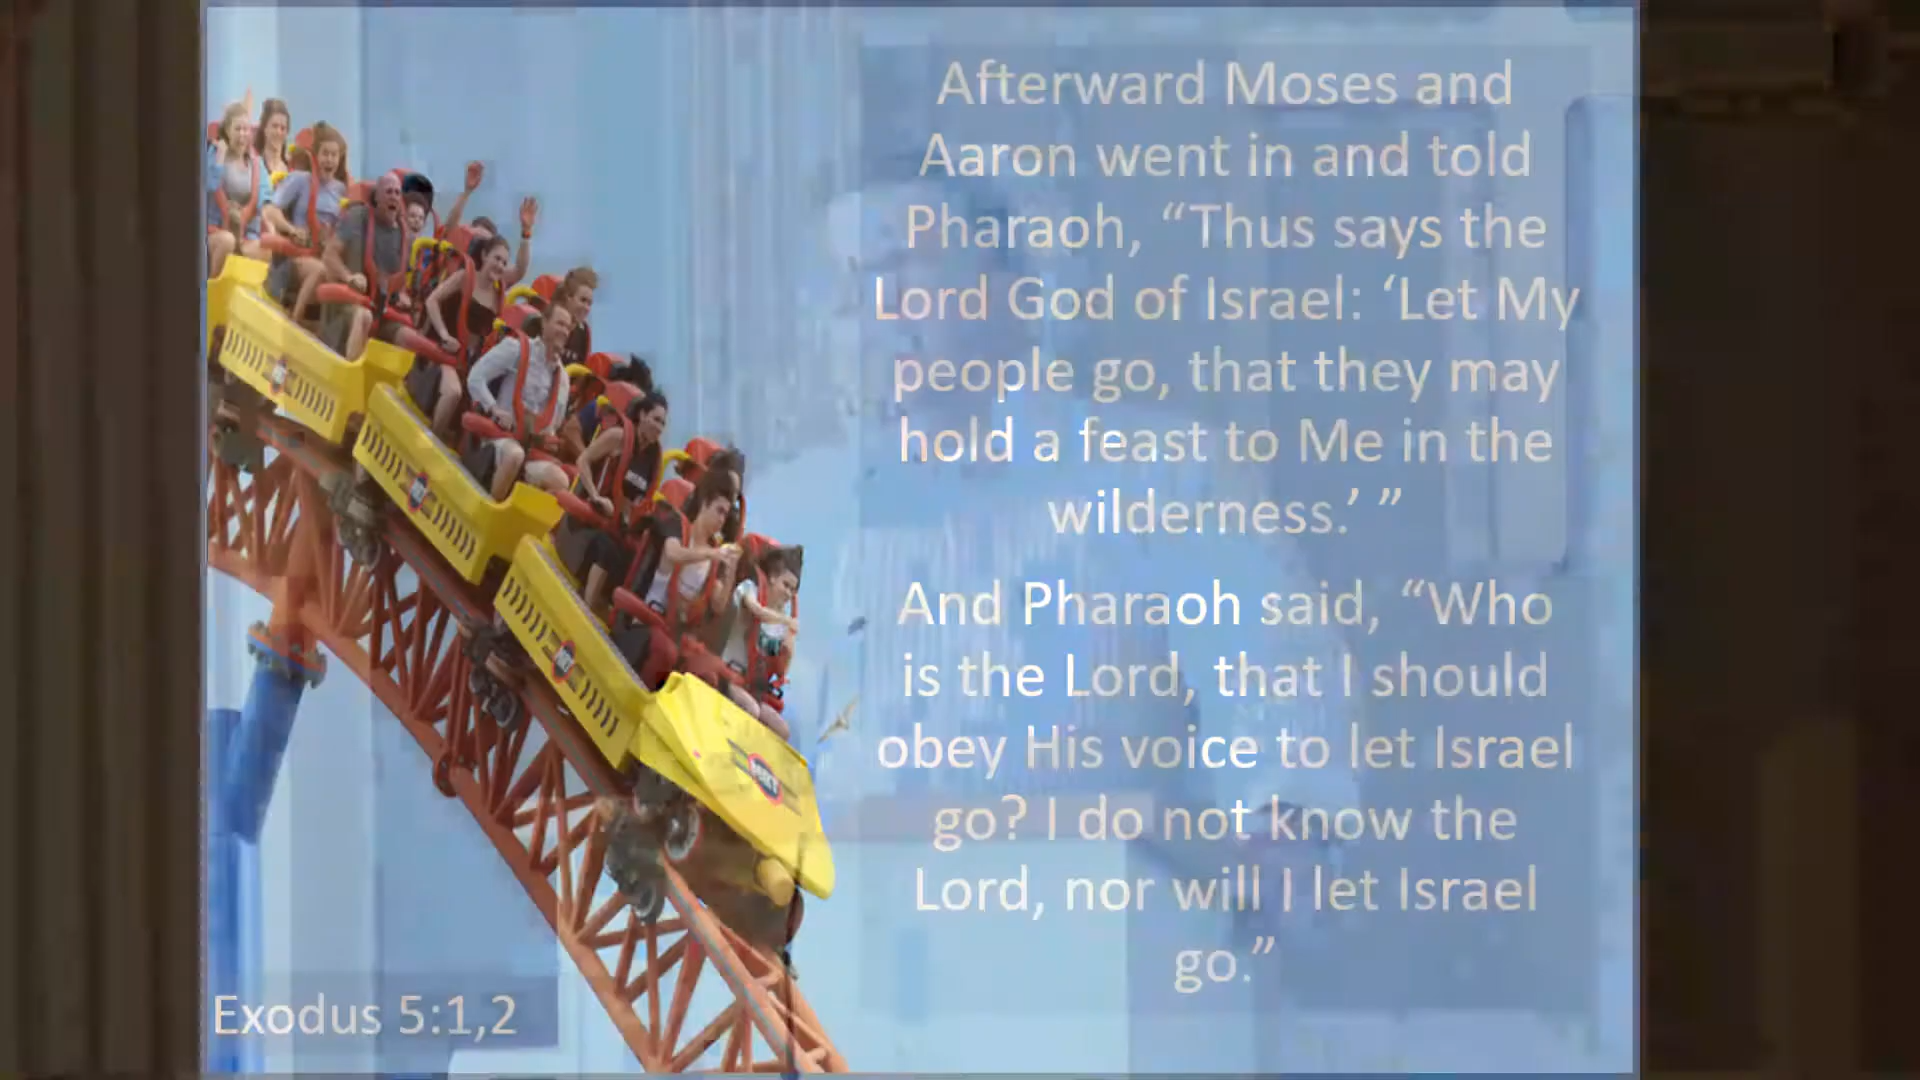 Afterward Moses and
Aaron went in and told
Pharaoh, “Thus says the
Lord God of Israel: ‘Let My
people go, that they may
hold a feast to Me in the
wilderness.’ ”
And Pharaoh said, “Who
is the Lord, that I should
obey His voice to let Israel
go? I do not know the
Lord, nor will I let Israel
go.”
Exodus 5:1,2